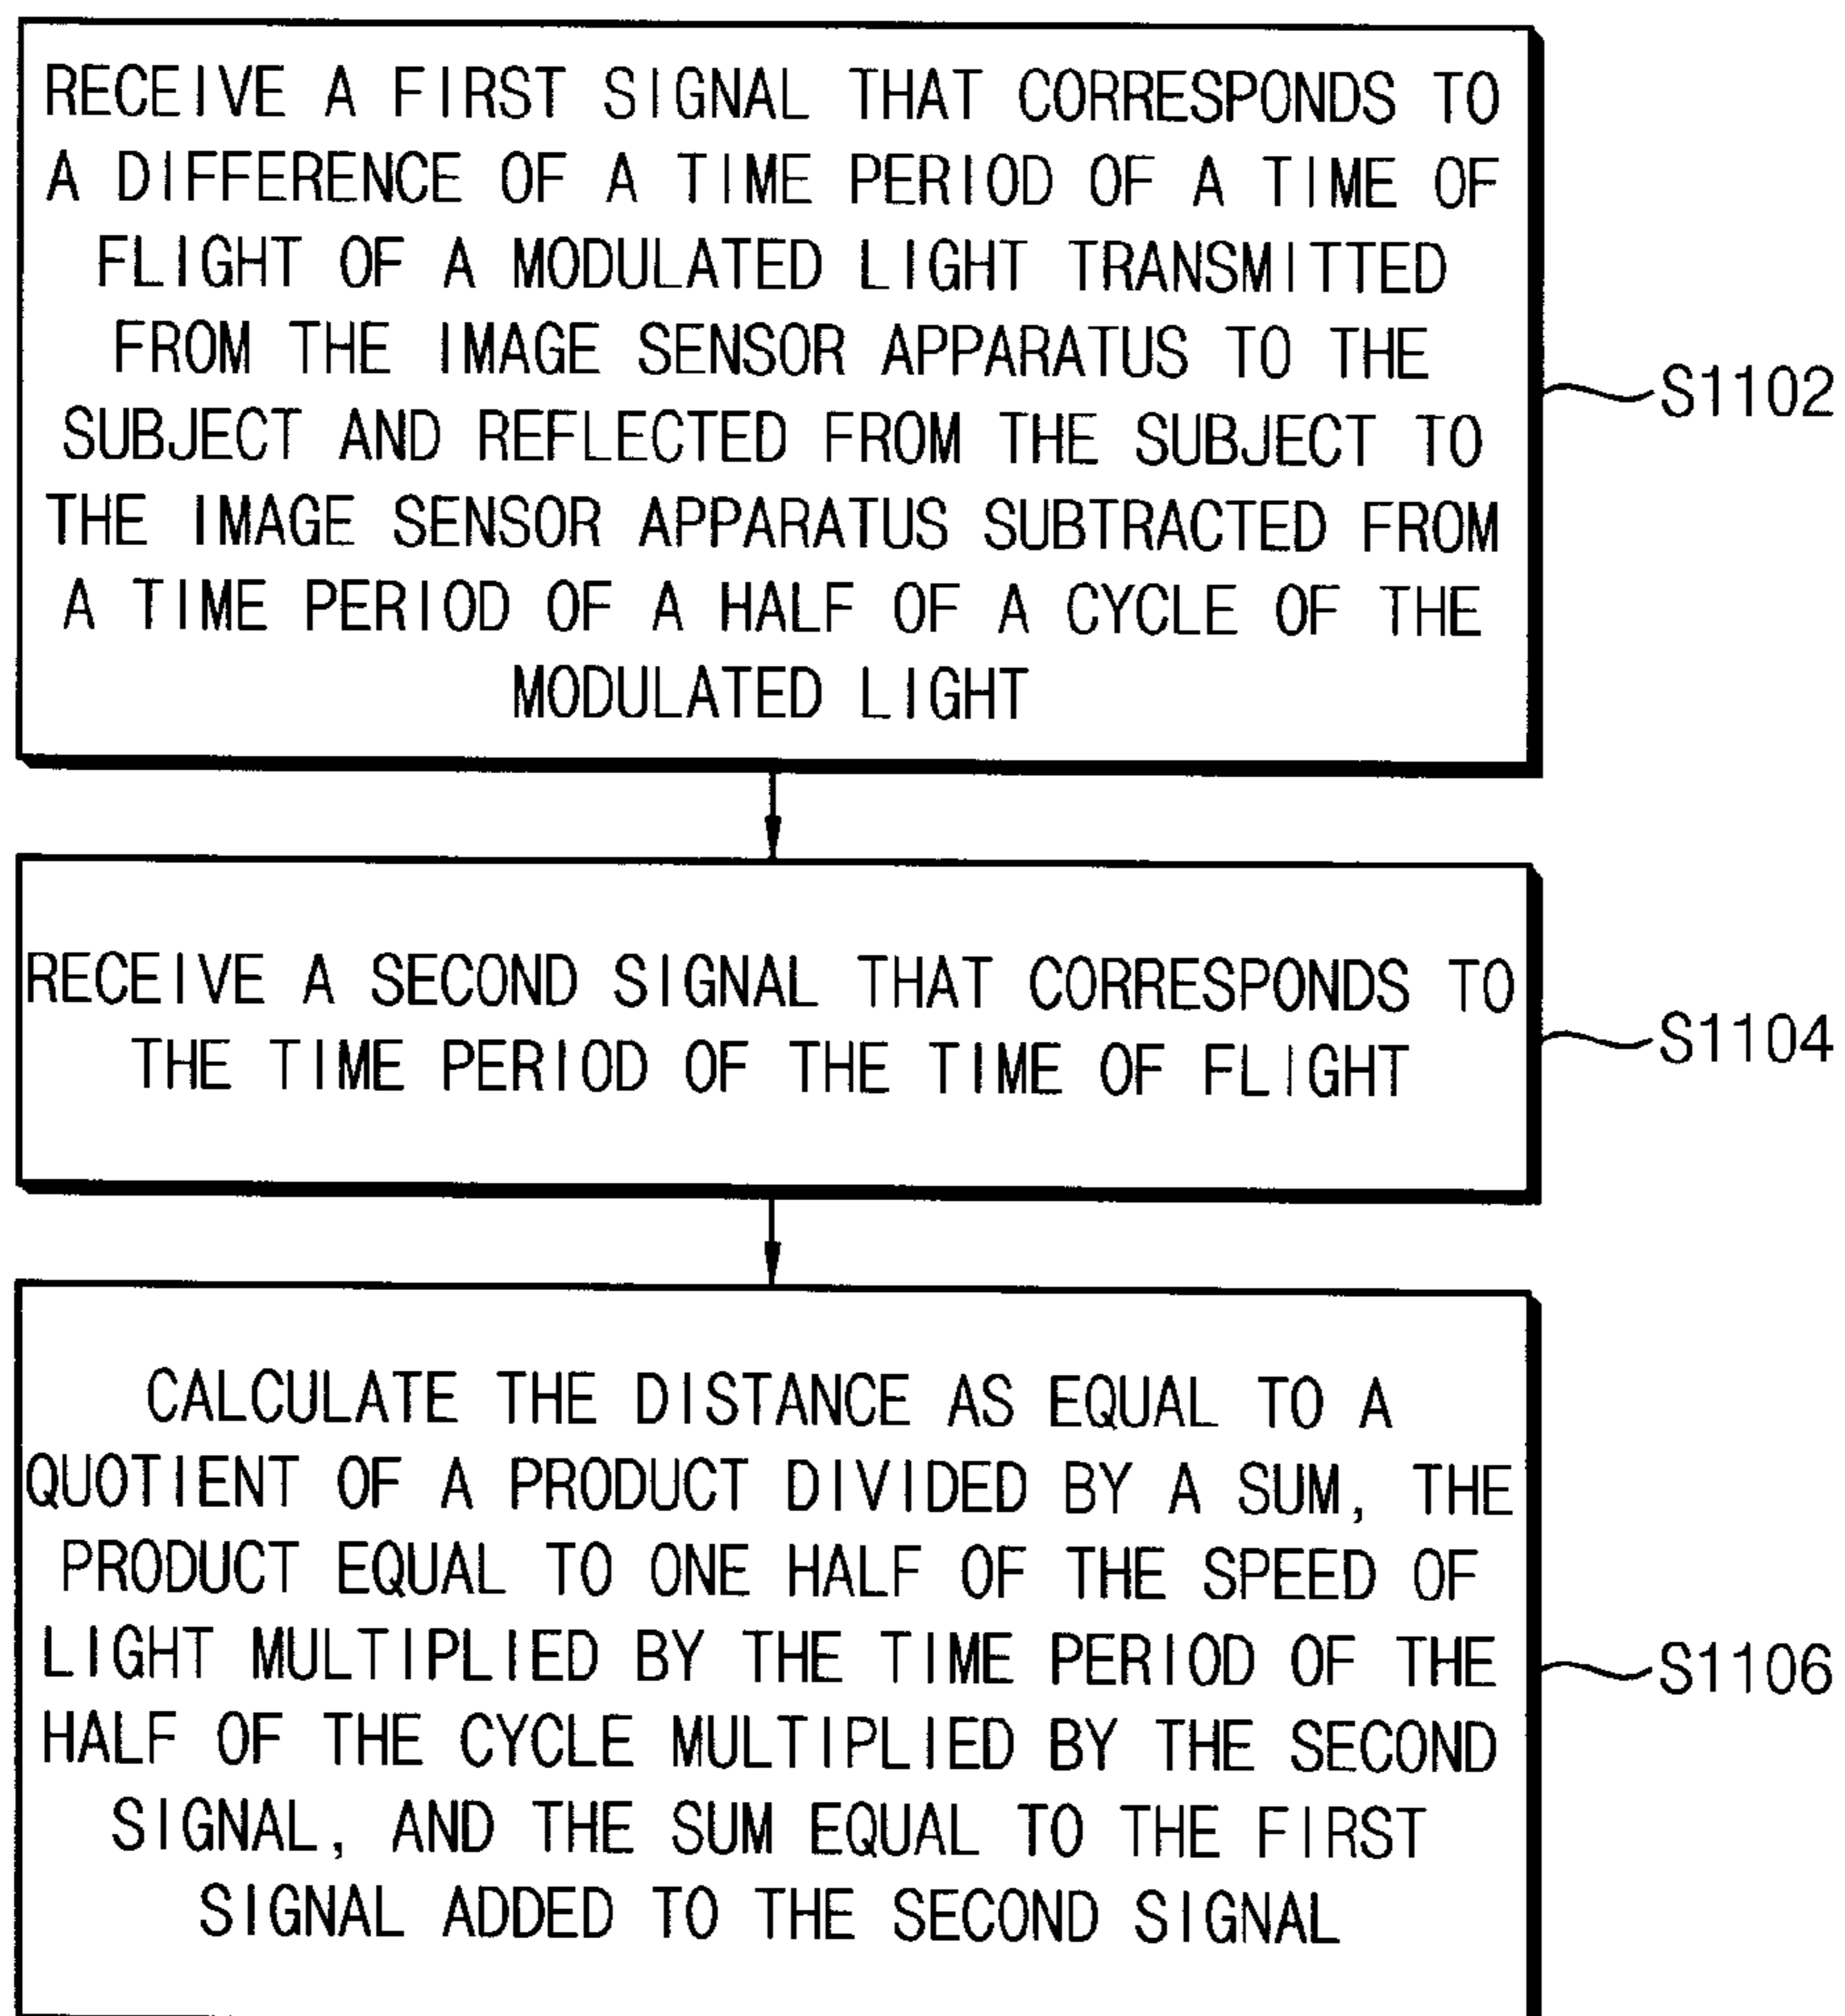 RECEIVE A FIRST SIGNAL THAT CORRESPONDS TO
A DIFFERENCE OF A TIME PERIOD OF A TIME OF
FLIGHT OF A MODULATED LIGHT TRANSMITTED
FROM THE IMAGE SENSOR APPARATUS TO THE
SUBJECT AND REFLECTED FROM THE SUBJECT TO
THE IMAGE SENSOR APPARATUS SUBTRACTED FROM
A TIME PERIOD OF A HALF OF A CYCLE OF THE
MODULATED LIGHT
S1102
RECEIVE A SECOND SIGNAL THAT CORRESPONDS TO
THE TIME PERIOD OF THE TIME OF FLIGHT
S1104
CALCULATE THE DISTANCE AS EQUAL TO A
QUOTIENT OF A PRODUCT DIVIDED BY A SUM, THE
PRODUCT EQUAL TO ONE HALF OF THE SPEED OF
LIGHT MULTIPLIED BY THE TIME PERIOD OF THE
HALF OF THE CYCLE MULTIPLIED BY THE SECOND
SIGNAL, AND THE SUM EQUAL TO THE FIRST
SIGNAL ADDED TO THE SECOND SIGNAL
S1106